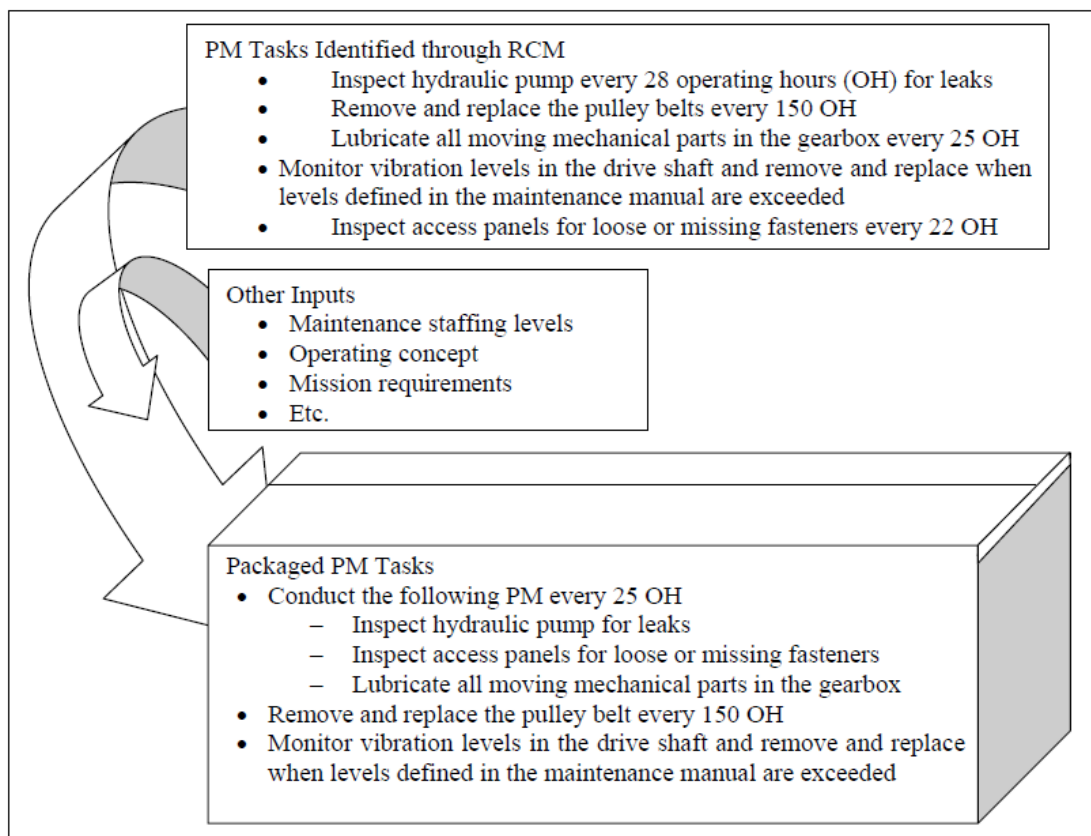 PM Tasks Identified through RCM
• Inspect hydraulic pump every 28 operating hours (OH) for leaks
• Remove and replace the pulley belts every 150 OH
• Lubricate all moving mechanical parts in the gearbox every 25 OH
• Monitor vibration levels in the drive shaft and remove and replace when
levels defined in the maintenance manual are exceeded
• Inspect access panels for loose or missing fasteners every 22 OH
Other Inputs
• Maintenance staffing levels
• Operating concept
• Mission requirements
• Etc.
Packaged PM Tasks
• Conduct the following PM every 25 OH
– Inspect hydraulic pump for leaks
– Inspect access panels for loose or missing fasteners
– Lubricate all moving mechanical parts in the gearbox
• Remove and replace the pulley belt every 150 OH
• Monitor vibration levels in the drive shaft and remove and replace
when levels defined in the maintenance manual are exceeded